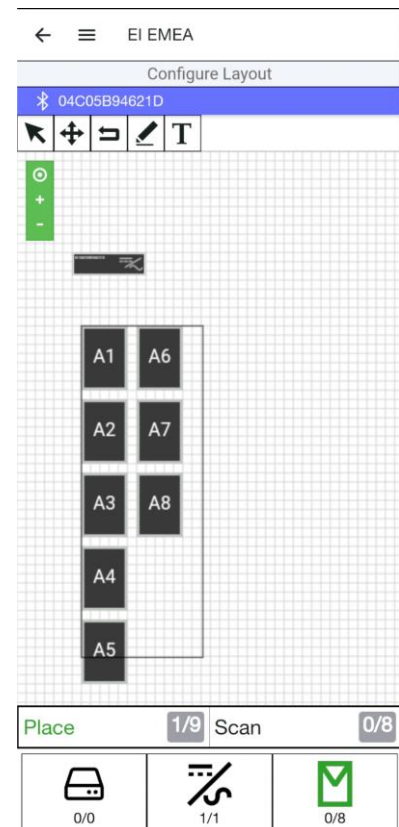 EI EMEA
Configure Layout
04C05B94621D
T
+
-
A1 A6
A2 A7
A3 A8
A4
A5
Place 1/9 Scan 0/8
0/0 1/1 0/8